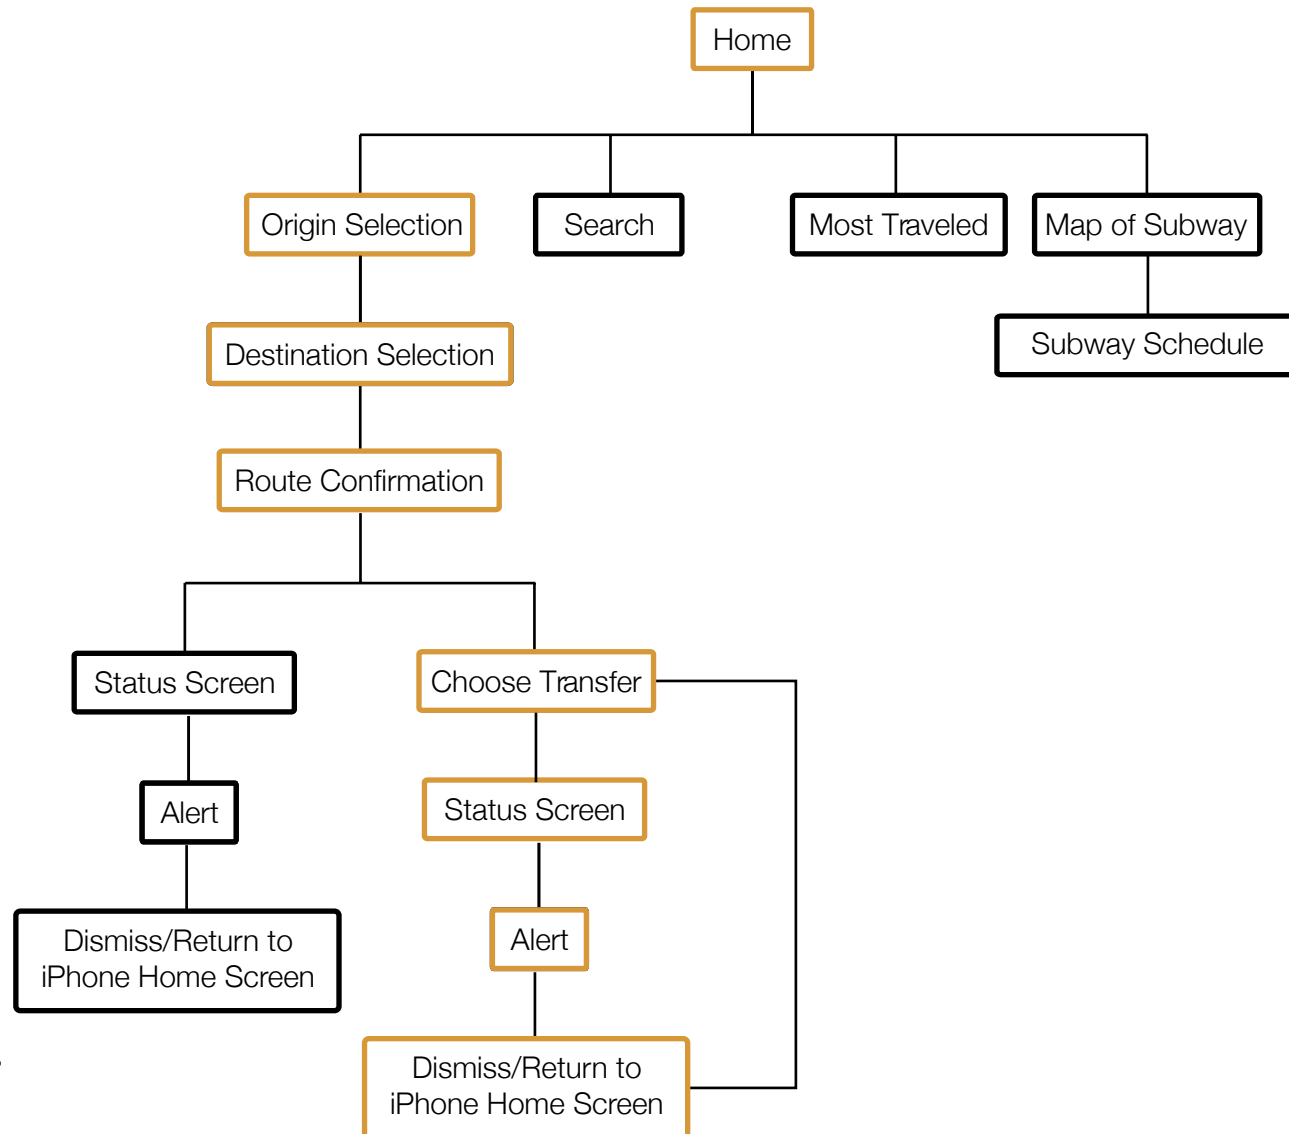 Home
Origin Selection
Search
Most Traveled
Map of Subway
Destination Selection
Subway Schedule
Route Confirmation
Status Screen
Choose Transfer
Alert
Status Screen
Dismiss/Return to
iPhone Home Screen
Alert
Dismiss/Return to
iPhone Home Screen